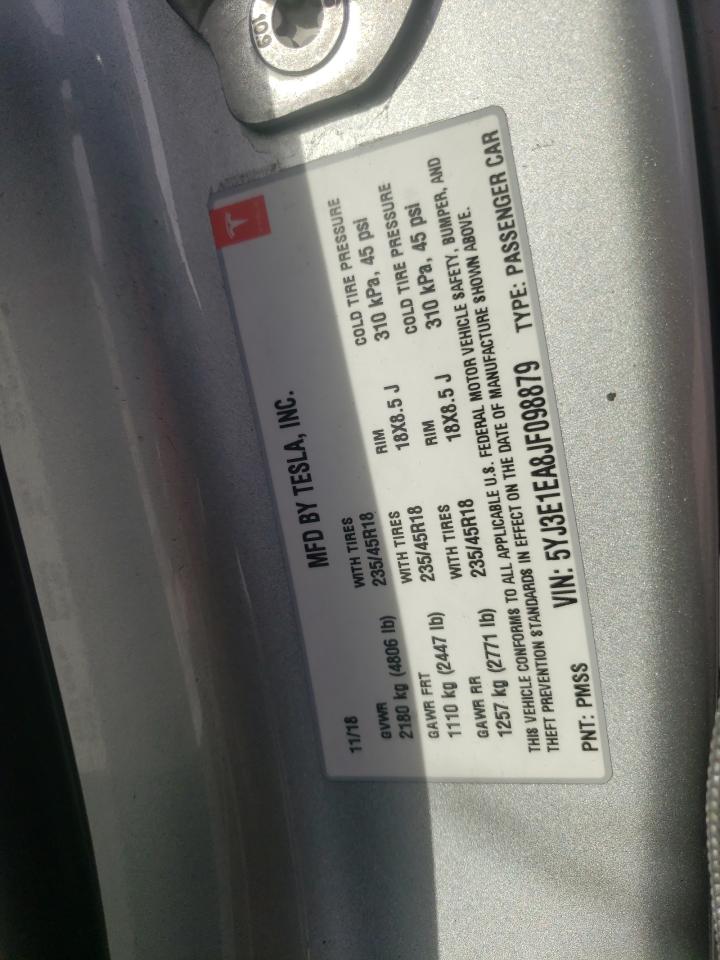 10.9
MFD BY TESLA, INC.
11/18
GVWR WITH TIRES RIM COLD TIRE PRESSURE
2180 kg (4806 lb) 235/45R18 18X8.5 J 310 kPa, 45 psi
GAWR FRT WITH TIRES RIM COLD TIRE PRESSURE
1110 kg (2447 lb) 235/45R18 18X8.5 J 310 kPa, 45 psi
GAWR RR WITH TIRES
1257 kg (2771 lb) 235/45R18
THIS VEHICLE CONFORMS TO ALL APPLICABLE U.S. FEDERAL MOTOR VEHICLE SAFETY, BUMPER, AND
THEFT PREVENTION STANDARDS IN EFFECT ON THE DATE OF MANUFACTURE SHOWN ABOVE.
VIN: 5YJ3E1EA8JF098879 TYPE: PASSENGER CAR
PNT: PMSS